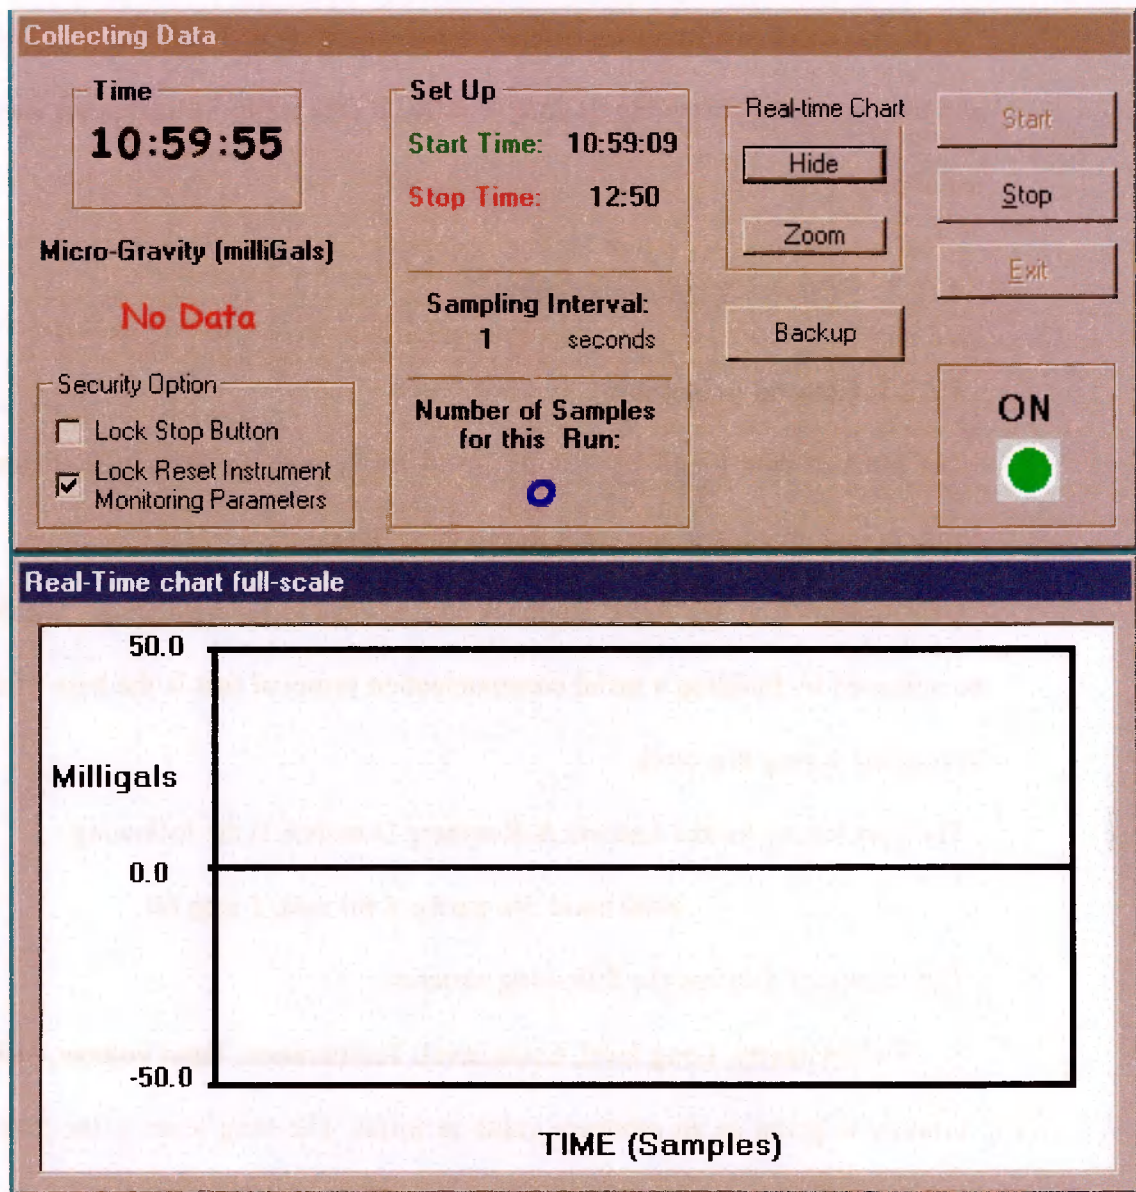 Collecting Data
Time
10:59:55
Micro-Gravity (milliGals)
No Data
Security Option
Lock Stop Button
Lock Reset Instrument
Monitoring Parameters
Set Up
Start Time: 10:59:09
Stop Time: 12:50
Sampling Interval:
1 seconds
Number of Samples
for this Run:
0
Real-time Chart
Hide
Zoom
Backup
Start
Stop
Exit
ON
Real-Time chart full-scale
50.0
Milligals
0.0
-50.0
TIME (Samples)